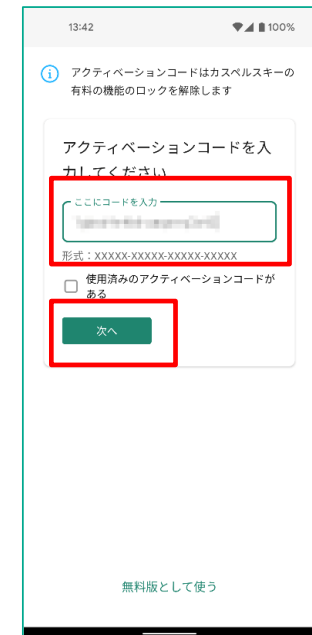 13:42 100%
アクティベーションコードはカスペルスキーの
有料の機能のロックを解除します
アクティベーションコードを入
力してください
ここにコードを入力
形式：XXXXX-XXXXX-XXXXX-XXXXX
使用済みのアクティベーションコードが
ある
次へ
無料版として使う